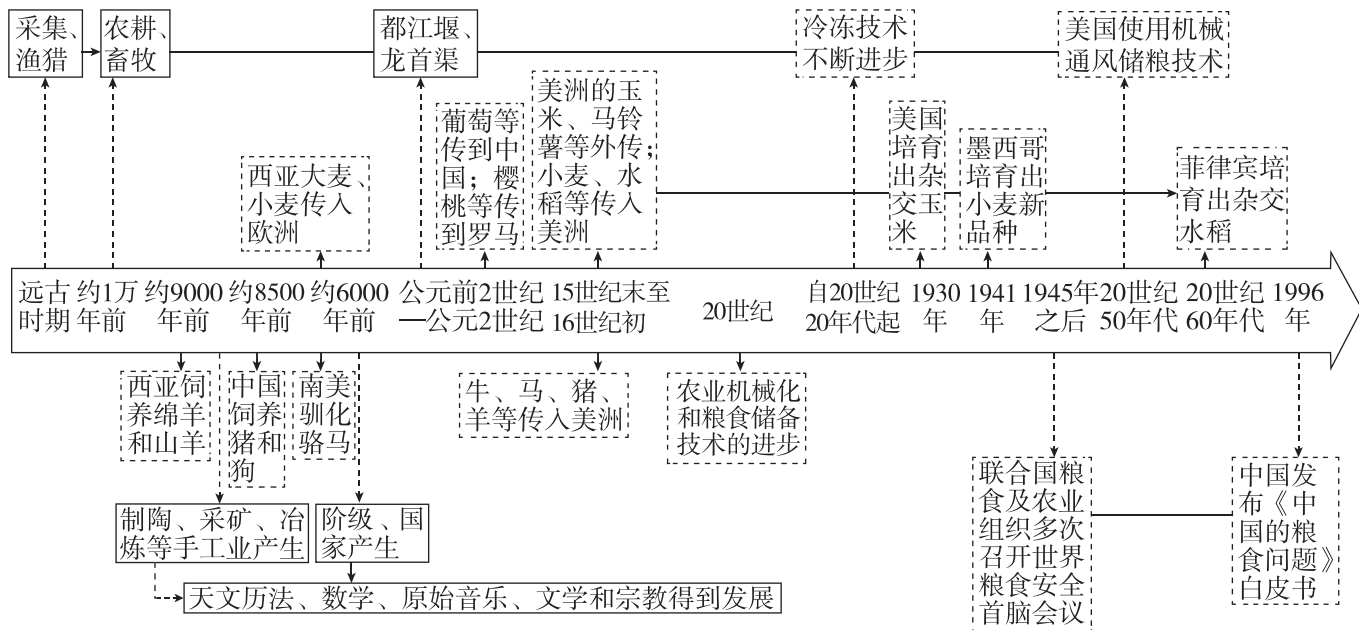 采集、
渔猎
农耕、
畜牧
都江堰、
龙首渠
冷冻技术
不断进步
美国使用机械
通风储粮技术
西亚大麦、
小麦传入
欧洲
葡萄等
传到中
国；樱
桃等传
到罗马
美洲的玉
米、马铃
薯等外传；
小麦、水
稻等传入
美洲
美国
培育
出杂
交玉
米
墨西哥
培育出
小麦新
品种
菲律宾培
育出杂交
水稻
远古
时期
约1万
年前
约9000
年前
约8500
年前
约6000
年前
公元前2世纪
—公元2世纪
15世纪末至
16世纪初
20世纪
自20世纪
20年代起
1930
年
1941
年
1945年
之后
20世纪
50年代
20世纪
60年代
1996
年
西亚饲
养绵羊
和山羊
中国
饲养
猪和
狗
南美
驯化
骆马
牛、马、猪、
羊等传入美洲
农业机械化
和粮食储备
技术的进步
制陶、采矿、冶
炼等手工业产生
阶级、国
家产生
天文历法、数学、原始音乐、文学和宗教得到发展
联合国粮
食及农业
组织多次
召开世界
粮食安全
首脑会议
中国发
布《中
国的粮
食问题》
白皮书